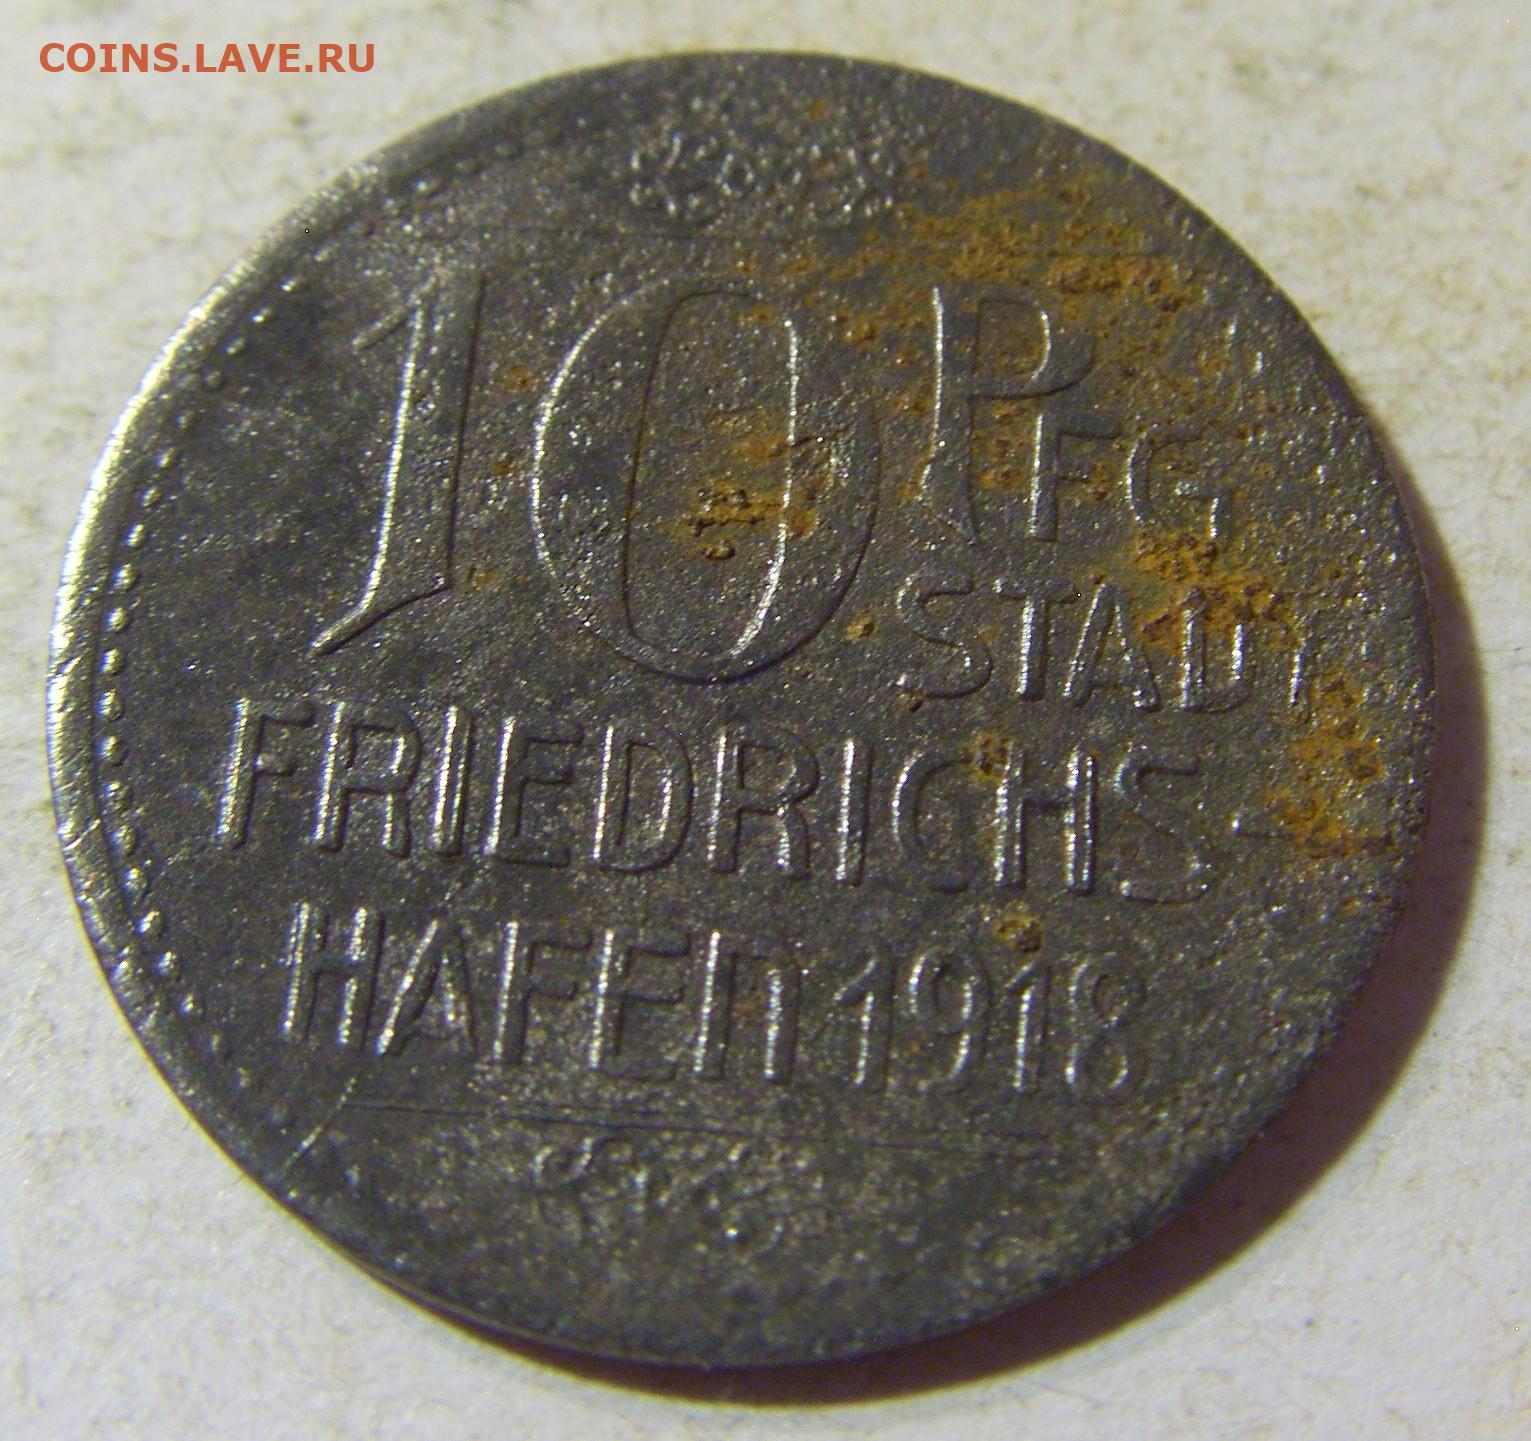 COINS.LAVE.RU
10 PFG
STADT
FRIEDRICHS-
HAFEN 1918